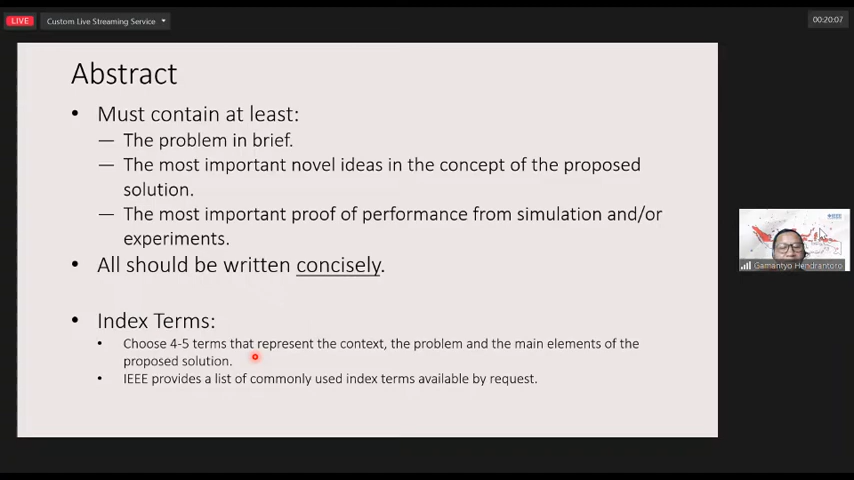 LIVE Custom Live Streaming Service 00:20:07
Abstract
• Must contain at least:
— The problem in brief.
— The most important novel ideas in the concept of the proposed
solution.
— The most important proof of performance from simulation and/or
experiments.
• All should be written concisely.
• Index Terms:
• Choose 4-5 terms that represent the context, the problem and the main elements of the
proposed solution.
• IEEE provides a list of commonly used index terms available by request.
IEEE
Gamantyo Hendrantoro